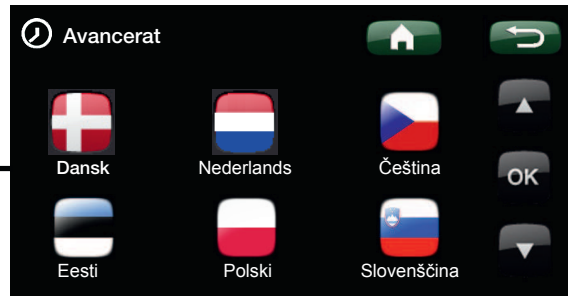 Avancerat
Dansk Nederlands Čeština
OK
Eesti Polski Slovenščina